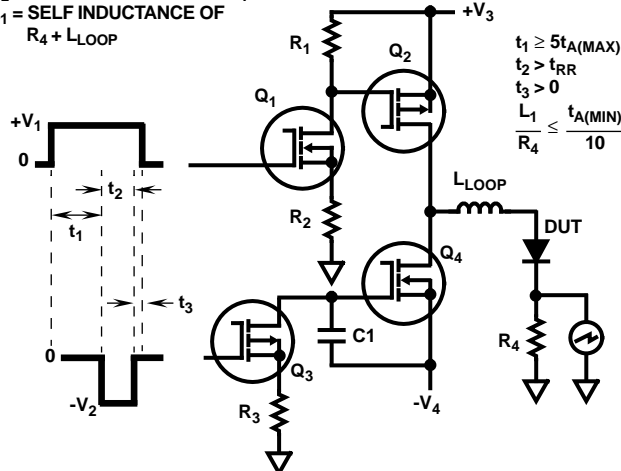 1 = SELF INDUCTANCE OF
R4 + LLOOP
+V3
R1
Q2
t1 ≥ 5tA(MAX)
t2 > tRR
t3 > 0
L1/R4 ≤ tA(MIN)/10
Q1
+V1
0
t2
t1
R2
LLOOP
DUT
Q4
t3
0
C1
R4
Q3
-V2
R3
-V4